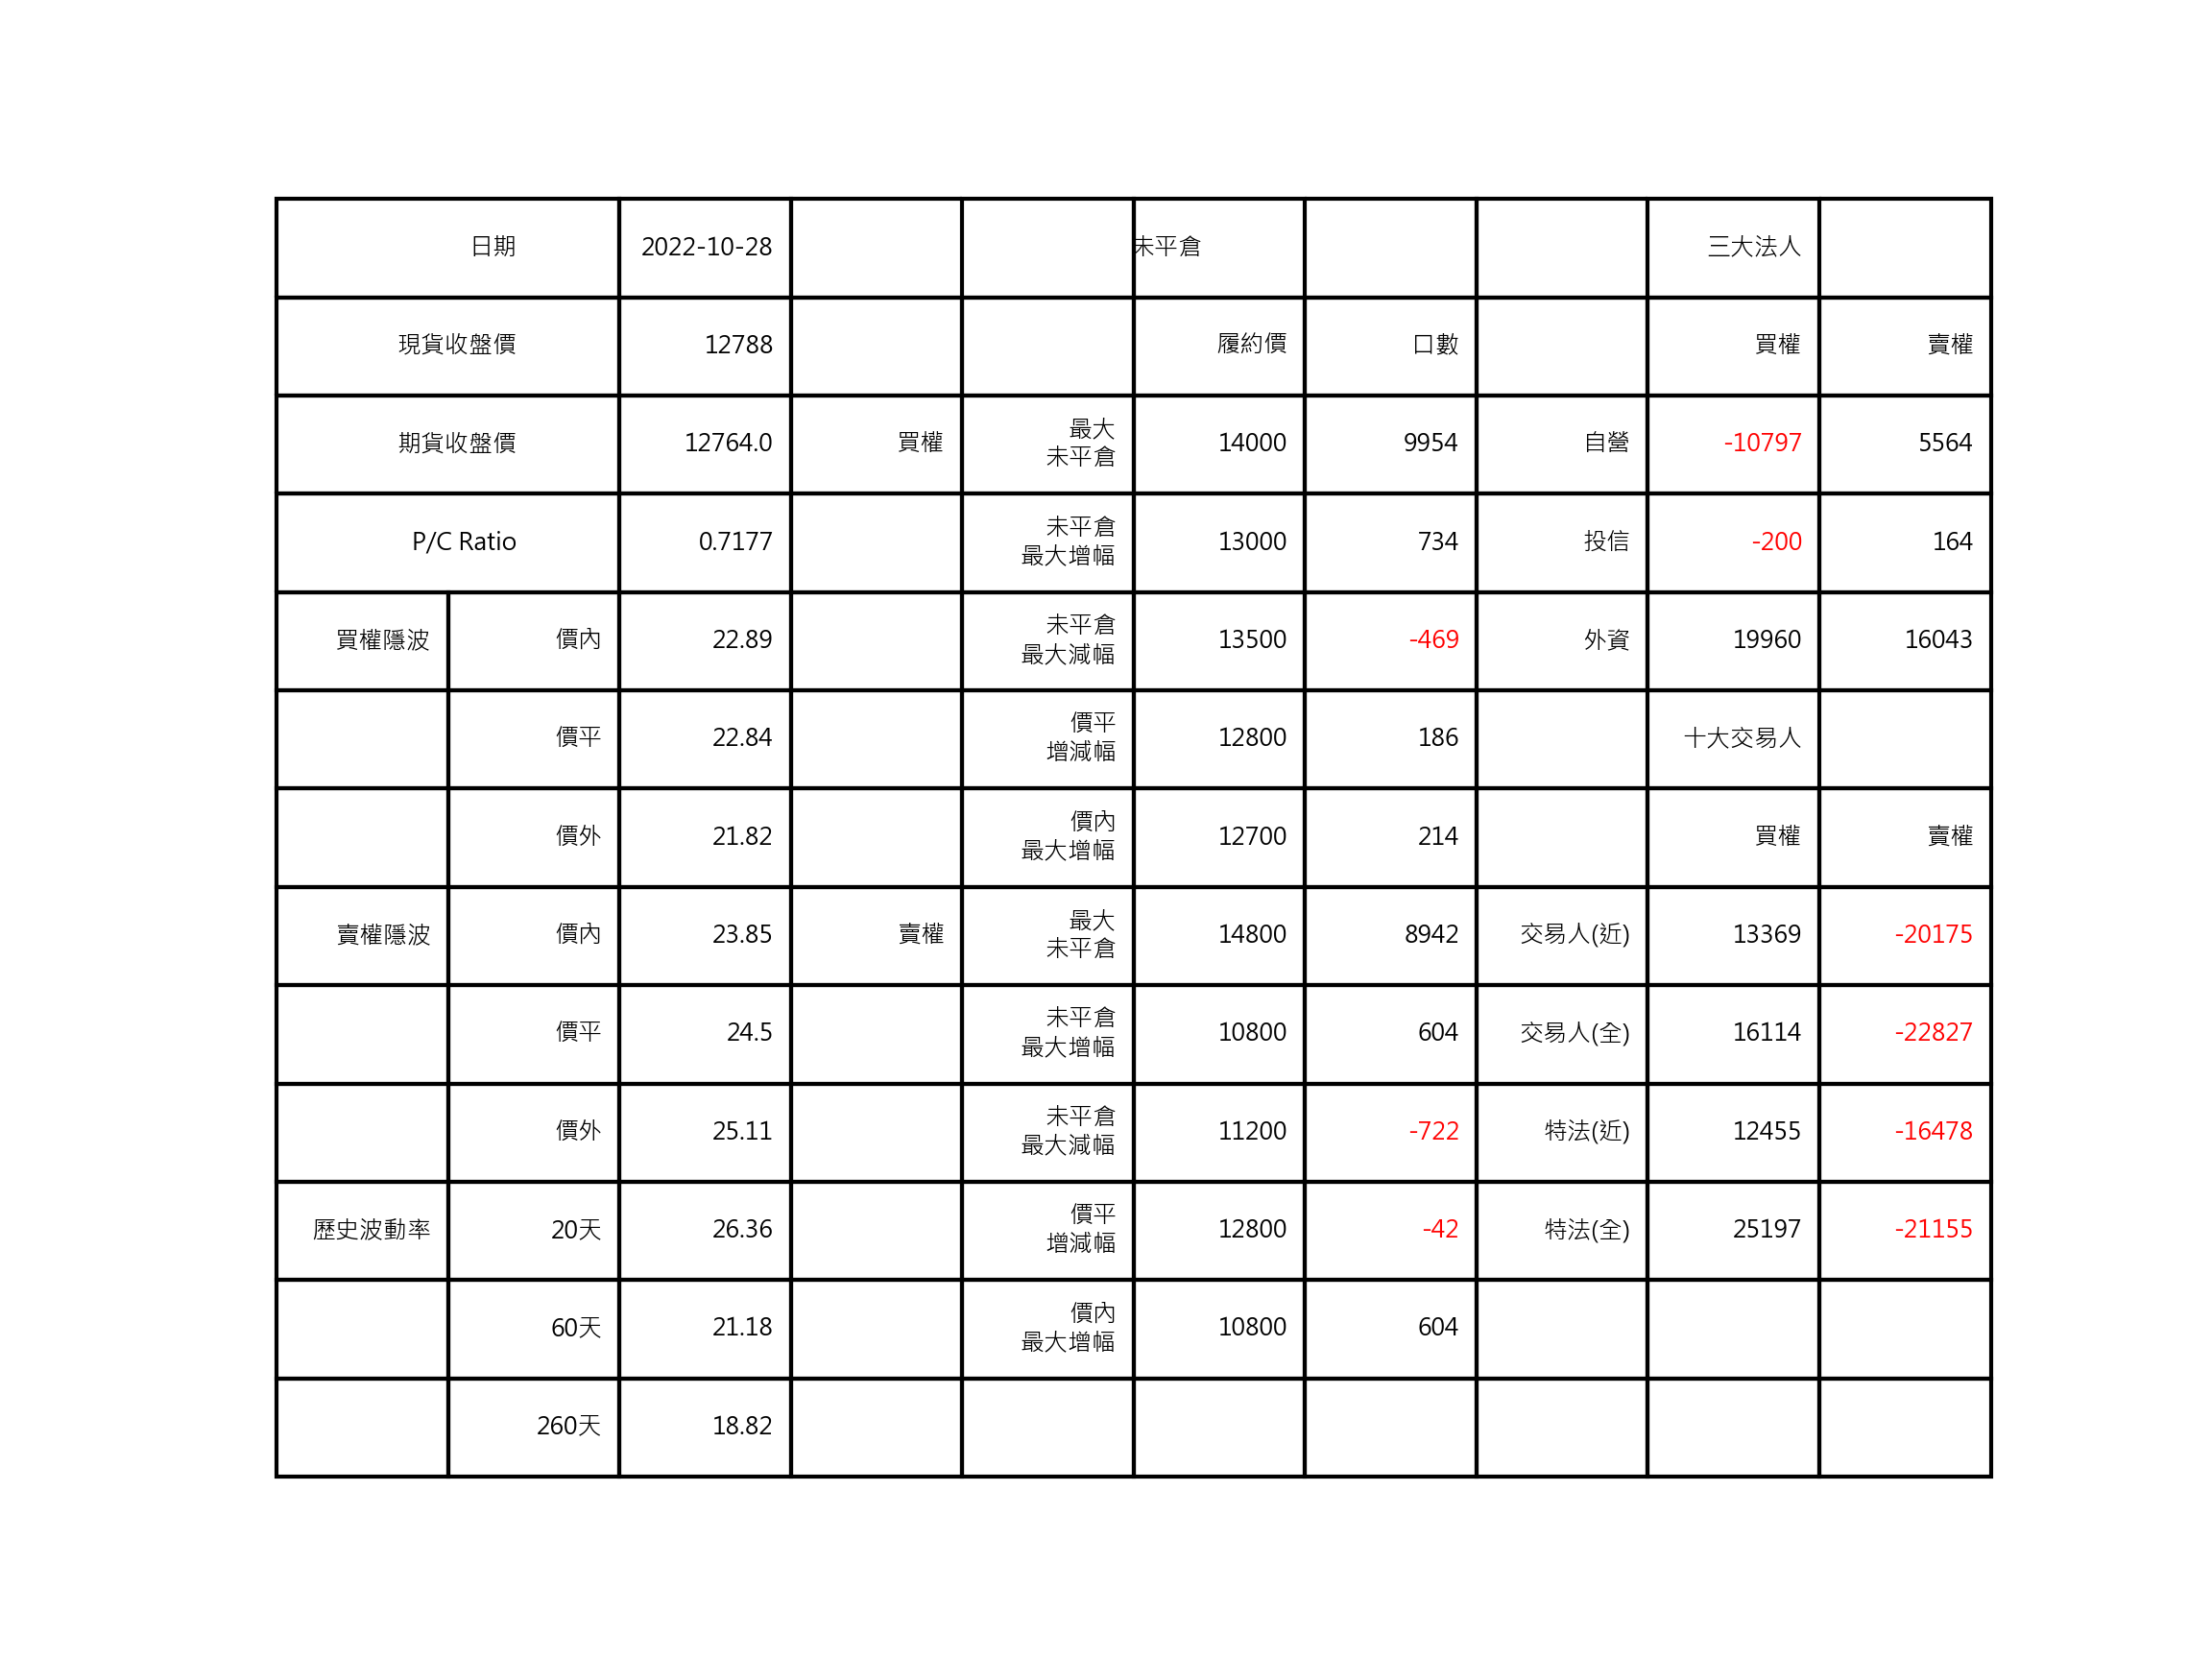 日期 2022-10-28 未平倉 三大法人
現貨收盤價 12788 履約價 口數 買權 賣權
期貨收盤價 12764.0 買權 最大 未平倉 14000 9954 自營 -10797 5564
P/C Ratio 0.7177 未平倉 最大增幅 13000 734 投信 -200 164
買權隱波 價內 22.89 未平倉 最大減幅 13500 -469 外資 19960 16043
價平 22.84 價平 增減幅 12800 186 十大交易人
價外 21.82 價內 最大增幅 12700 214 買權 賣權
賣權隱波 價內 23.85 賣權 最大 未平倉 14800 8942 交易人(近) 13369 -20175
價平 24.5 未平倉 最大增幅 10800 604 交易人(全) 16114 -22827
價外 25.11 未平倉 最大減幅 11200 -722 特法(近) 12455 -16478
歷史波動率 20天 26.36 價平 增減幅 12800 -42 特法(全) 25197 -21155
60天 21.18 價內 最大增幅 10800 604
260天 18.82